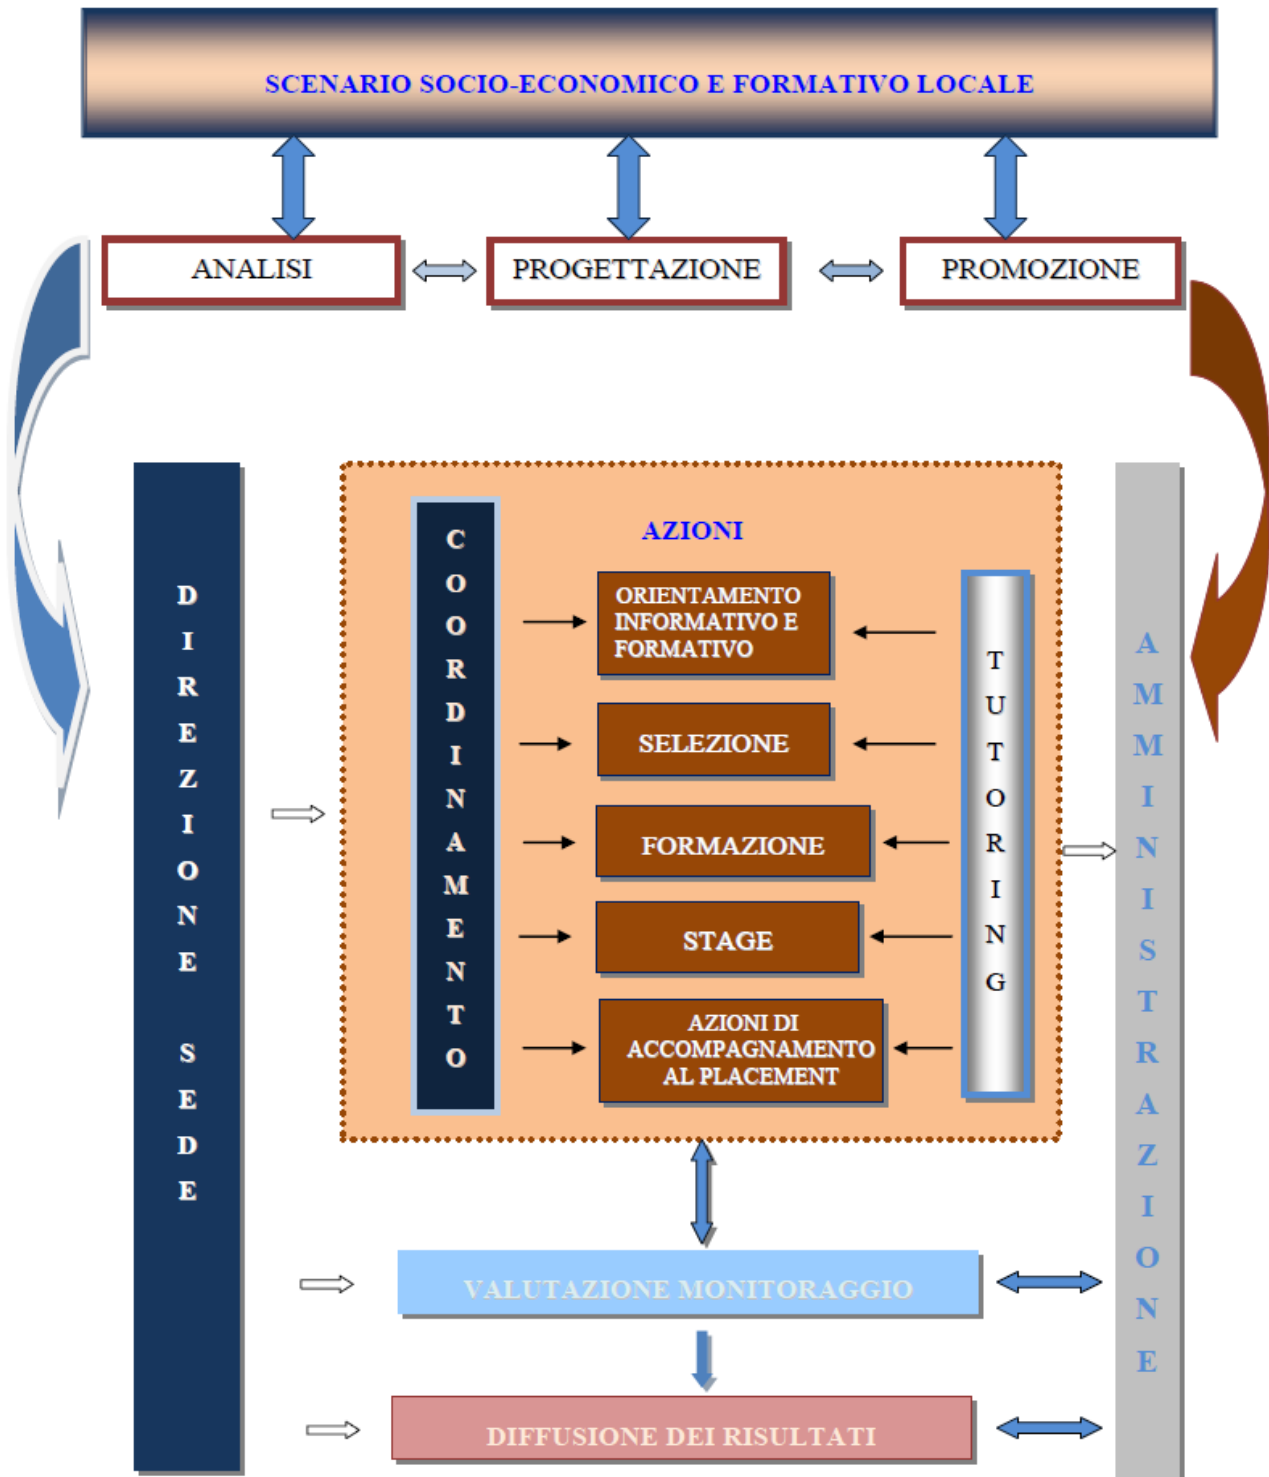 SCENARIO SOCIO-ECONOMICO E FORMATIVO LOCALE
ANALISI
PROGETTAZIONE
PROMOZIONE
DIREZIONE SEDE
COORDINAMENTO
AZIONI
ORIENTAMENTO
INFORMATIVO E
FORMATIVO
SELEZIONE
FORMAZIONE
STAGE
AZIONI DI
ACCOMPAGNAMENTO
AL PLACEMENT
TUTORING
AMMINISTRAZIONE
VALUTAZIONE MONITORAGGIO
DIFFUSIONE DEI RISULTATI